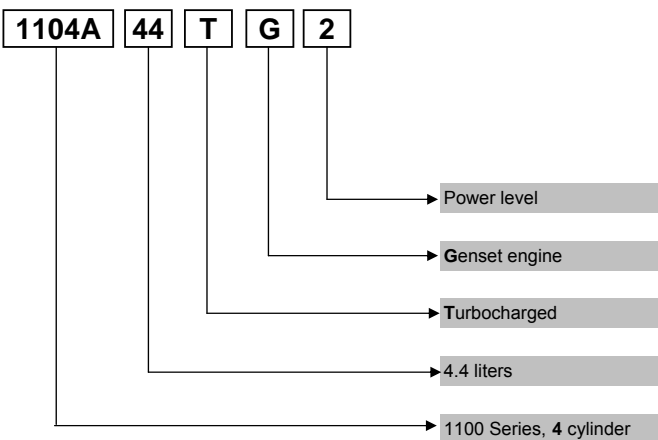 1104A 44 T G 2
Power level
Genset engine
Turbocharged
4.4 liters
1100 Series, 4 cylinder